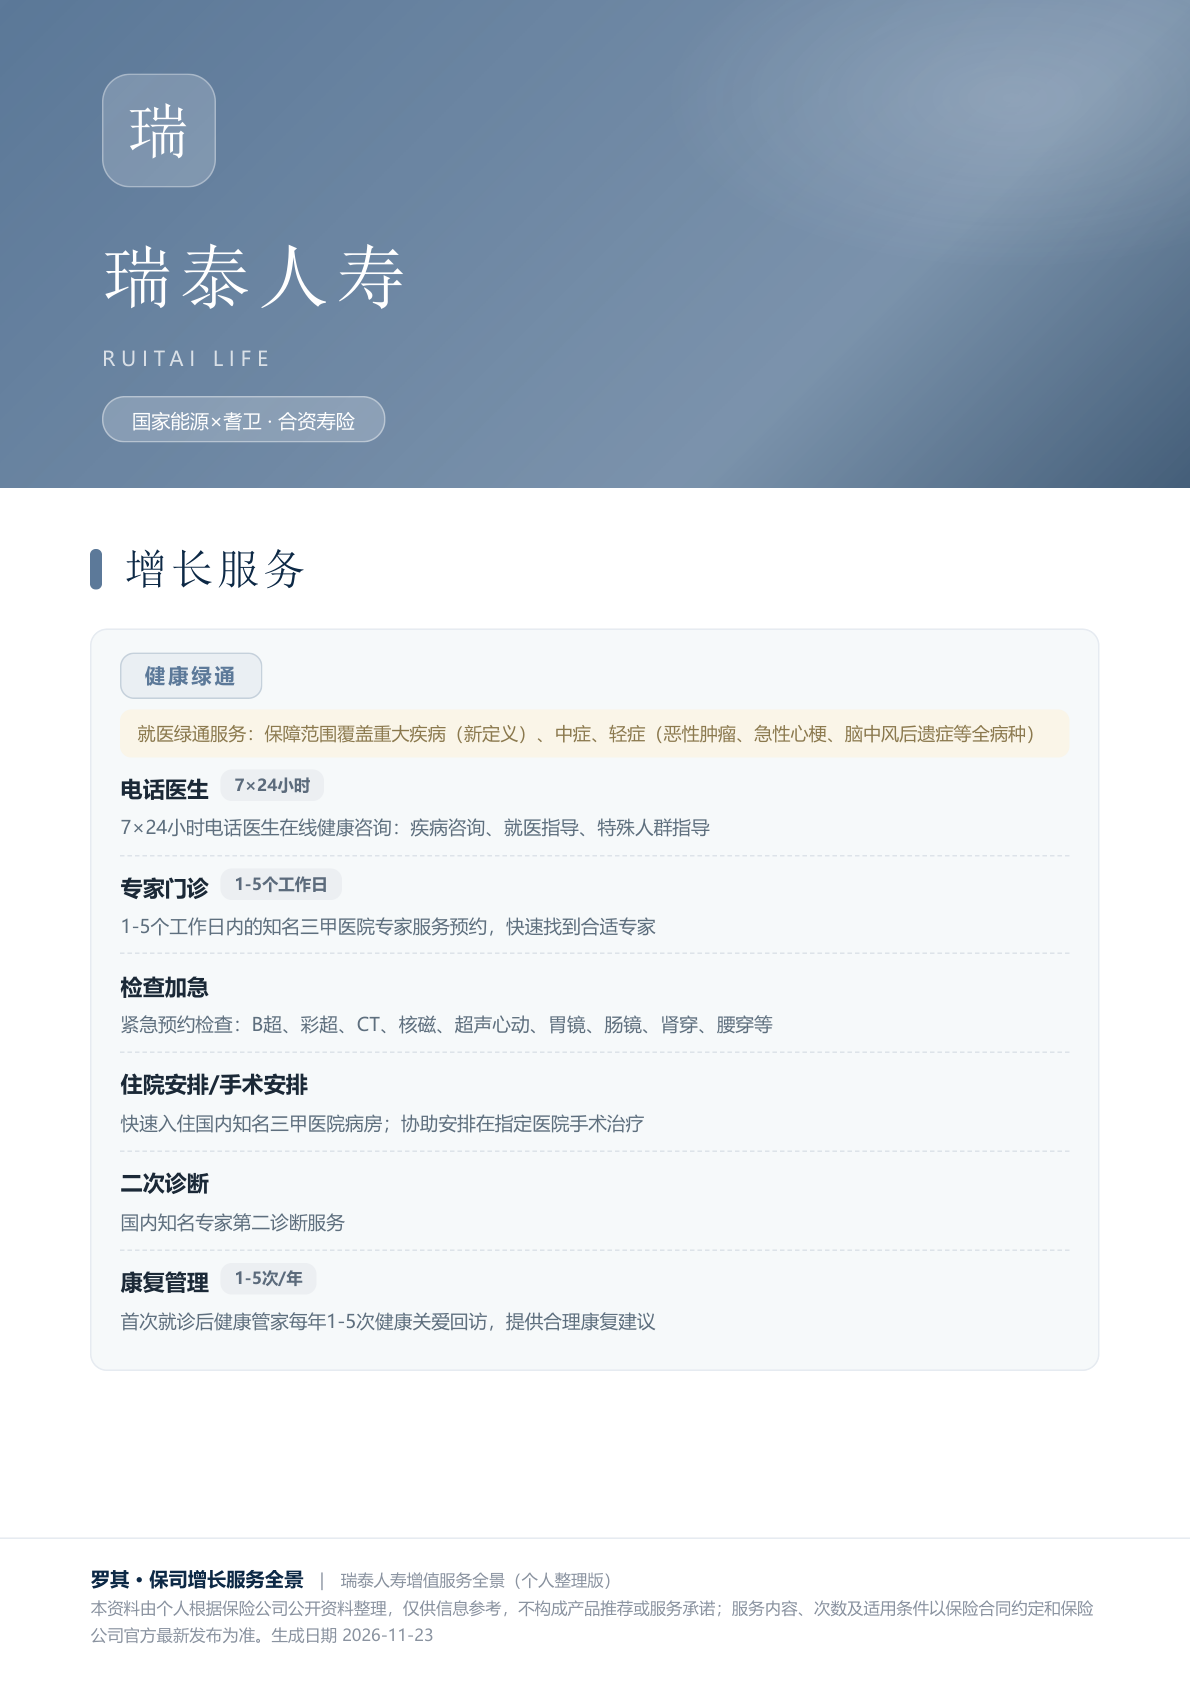 瑞
瑞泰人寿
RUITAI LIFE
国家能源×耆卫 · 合资寿险
增长服务
健康绿通
就医绿通服务：保障范围覆盖重大疾病（新定义）、中症、轻症（恶性肿瘤、急性心梗、脑中风后遗症等全病种）
电话医生 7×24小时
7×24小时电话医生在线健康咨询：疾病咨询、就医指导、特殊人群指导
专家门诊 1-5个工作日
1-5个工作日内的知名三甲医院专家服务预约，快速找到合适专家
检查加急
紧急预约检查：B超、彩超、CT、核磁、超声心动、胃镜、肠镜、肾穿、腰穿等
住院安排/手术安排
快速入住国内知名三甲医院病房；协助安排在指定医院手术治疗
二次诊断
国内知名专家第二诊断服务
康复管理 1-5次/年
首次就诊后健康管家每年1-5次健康关爱回访，提供合理康复建议
罗其 • 保司增长服务全景 | 瑞泰人寿增值服务全景（个人整理版）
本资料由个人根据保险公司公开资料整理，仅供信息参考，不构成产品推荐或服务承诺；服务内容、次数及适用条件以保险合同约定和保险
公司官方最新发布为准。生成日期 2026-11-23